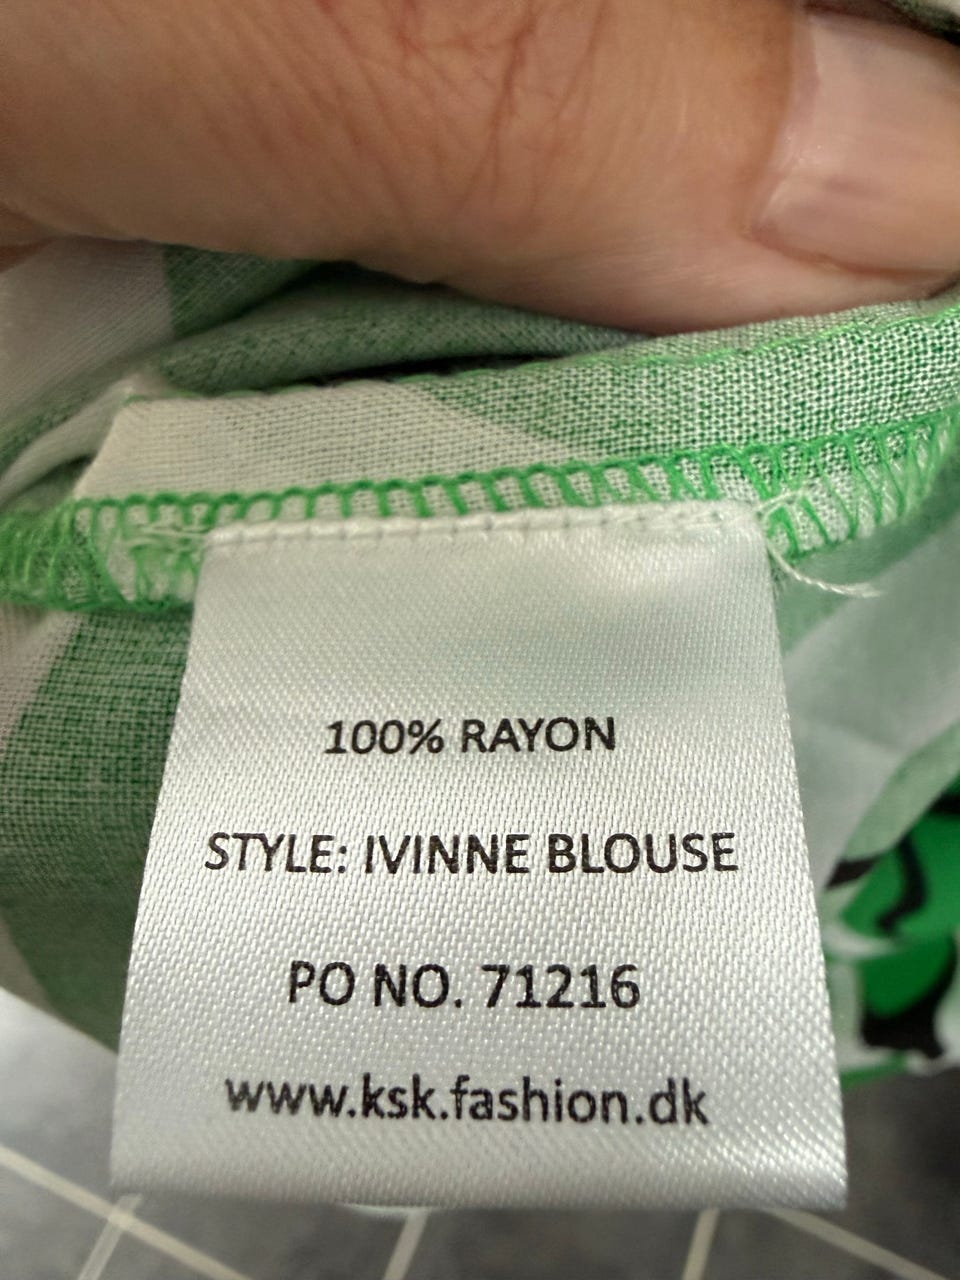 100% RAYON
STYLE: IVINNE BLOUSE
PO NO. 71216
www.ksk.fashion.dk